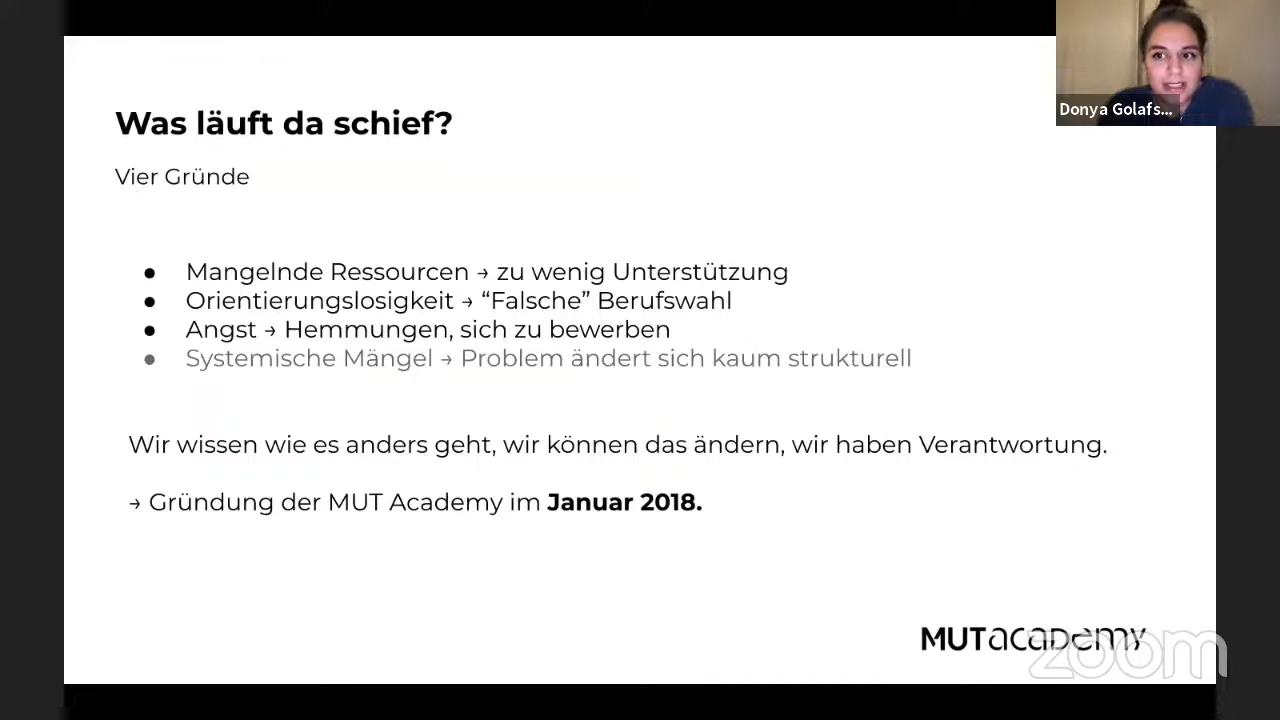 Donya Golafs...
Was läuft da schief?
Vier Gründe
● Mangelnde Ressourcen → zu wenig Unterstützung
● Orientierungslosigkeit → “Falsche” Berufswahl
● Angst → Hemmungen, sich zu bewerben
● Systemische Mängel → Problem ändert sich kaum strukturell
Wir wissen wie es anders geht, wir können das ändern, wir haben Verantwortung.
→ Gründung der MUT Academy im Januar 2018.
MUTacademy
zoom